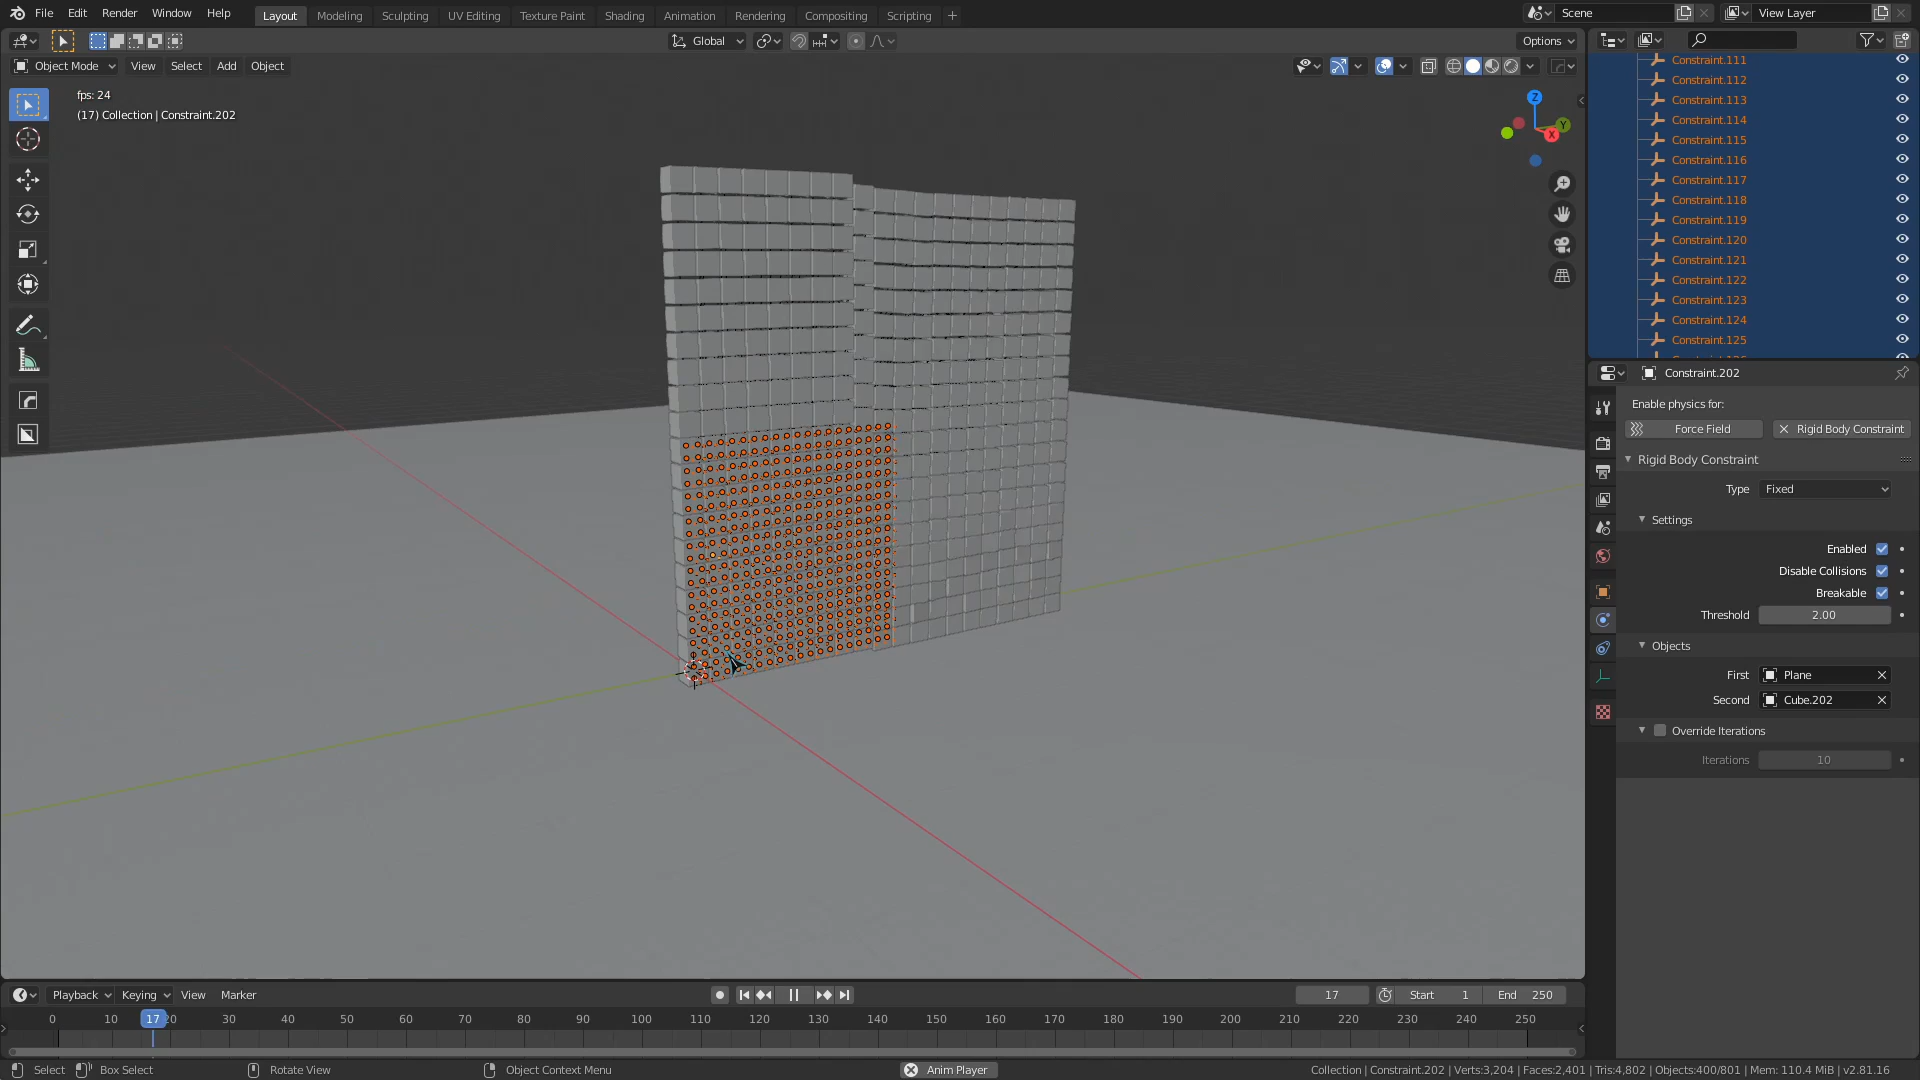 File Edit Render Window Help
Layout Modeling Sculpting UV Editing Texture Paint Shading Animation Rendering Compositing Scripting +
Scene
View Layer
Global
Options
Object Mode View Select Add Object
fps: 24
(17) Collection | Constraint.202
Z
Y
X
Constraint.111
Constraint.112
Constraint.113
Constraint.114
Constraint.115
Constraint.116
Constraint.117
Constraint.118
Constraint.119
Constraint.120
Constraint.121
Constraint.122
Constraint.123
Constraint.124
Constraint.125
Constraint.202
Enable physics for:
Force Field
Rigid Body Constraint
Rigid Body Constraint
Type Fixed
Settings
Enabled
Disable Collisions
Breakable
Threshold 2.00
Objects
First Plane
Second Cube.202
Override Iterations
Iterations 10
Playback Keying View Marker
17
Start 1 End 250
0 10 17 20 30 40 50 60 70 80 90 100 110 120 130 140 150 160 170 180 190 200 210 220 230 240 250
Select Box Select Rotate View Object Context Menu Anim Player
Collection | Constraint.202 | Verts:3,204 | Faces:2,401 | Tris:4,802 | Objects:400/801 | Mem: 110.4 MiB | v2.81.16